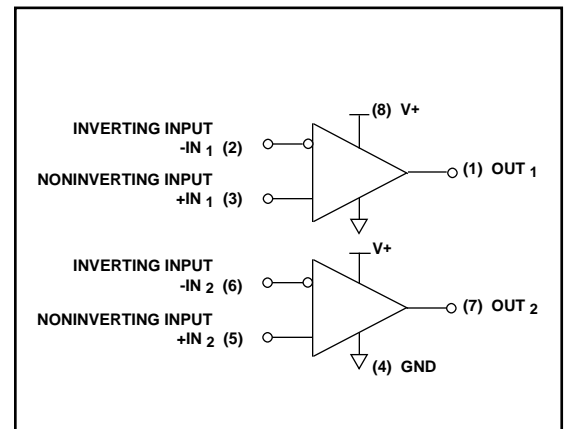 (8) V+
INVERTING INPUT
-IN 1 (2)
(1) OUT 1
NONINVERTING INPUT
+IN 1 (3)
V+
INVERTING INPUT
-IN 2 (6)
(7) OUT 2
NONINVERTING INPUT
+IN 2 (5)
(4) GND